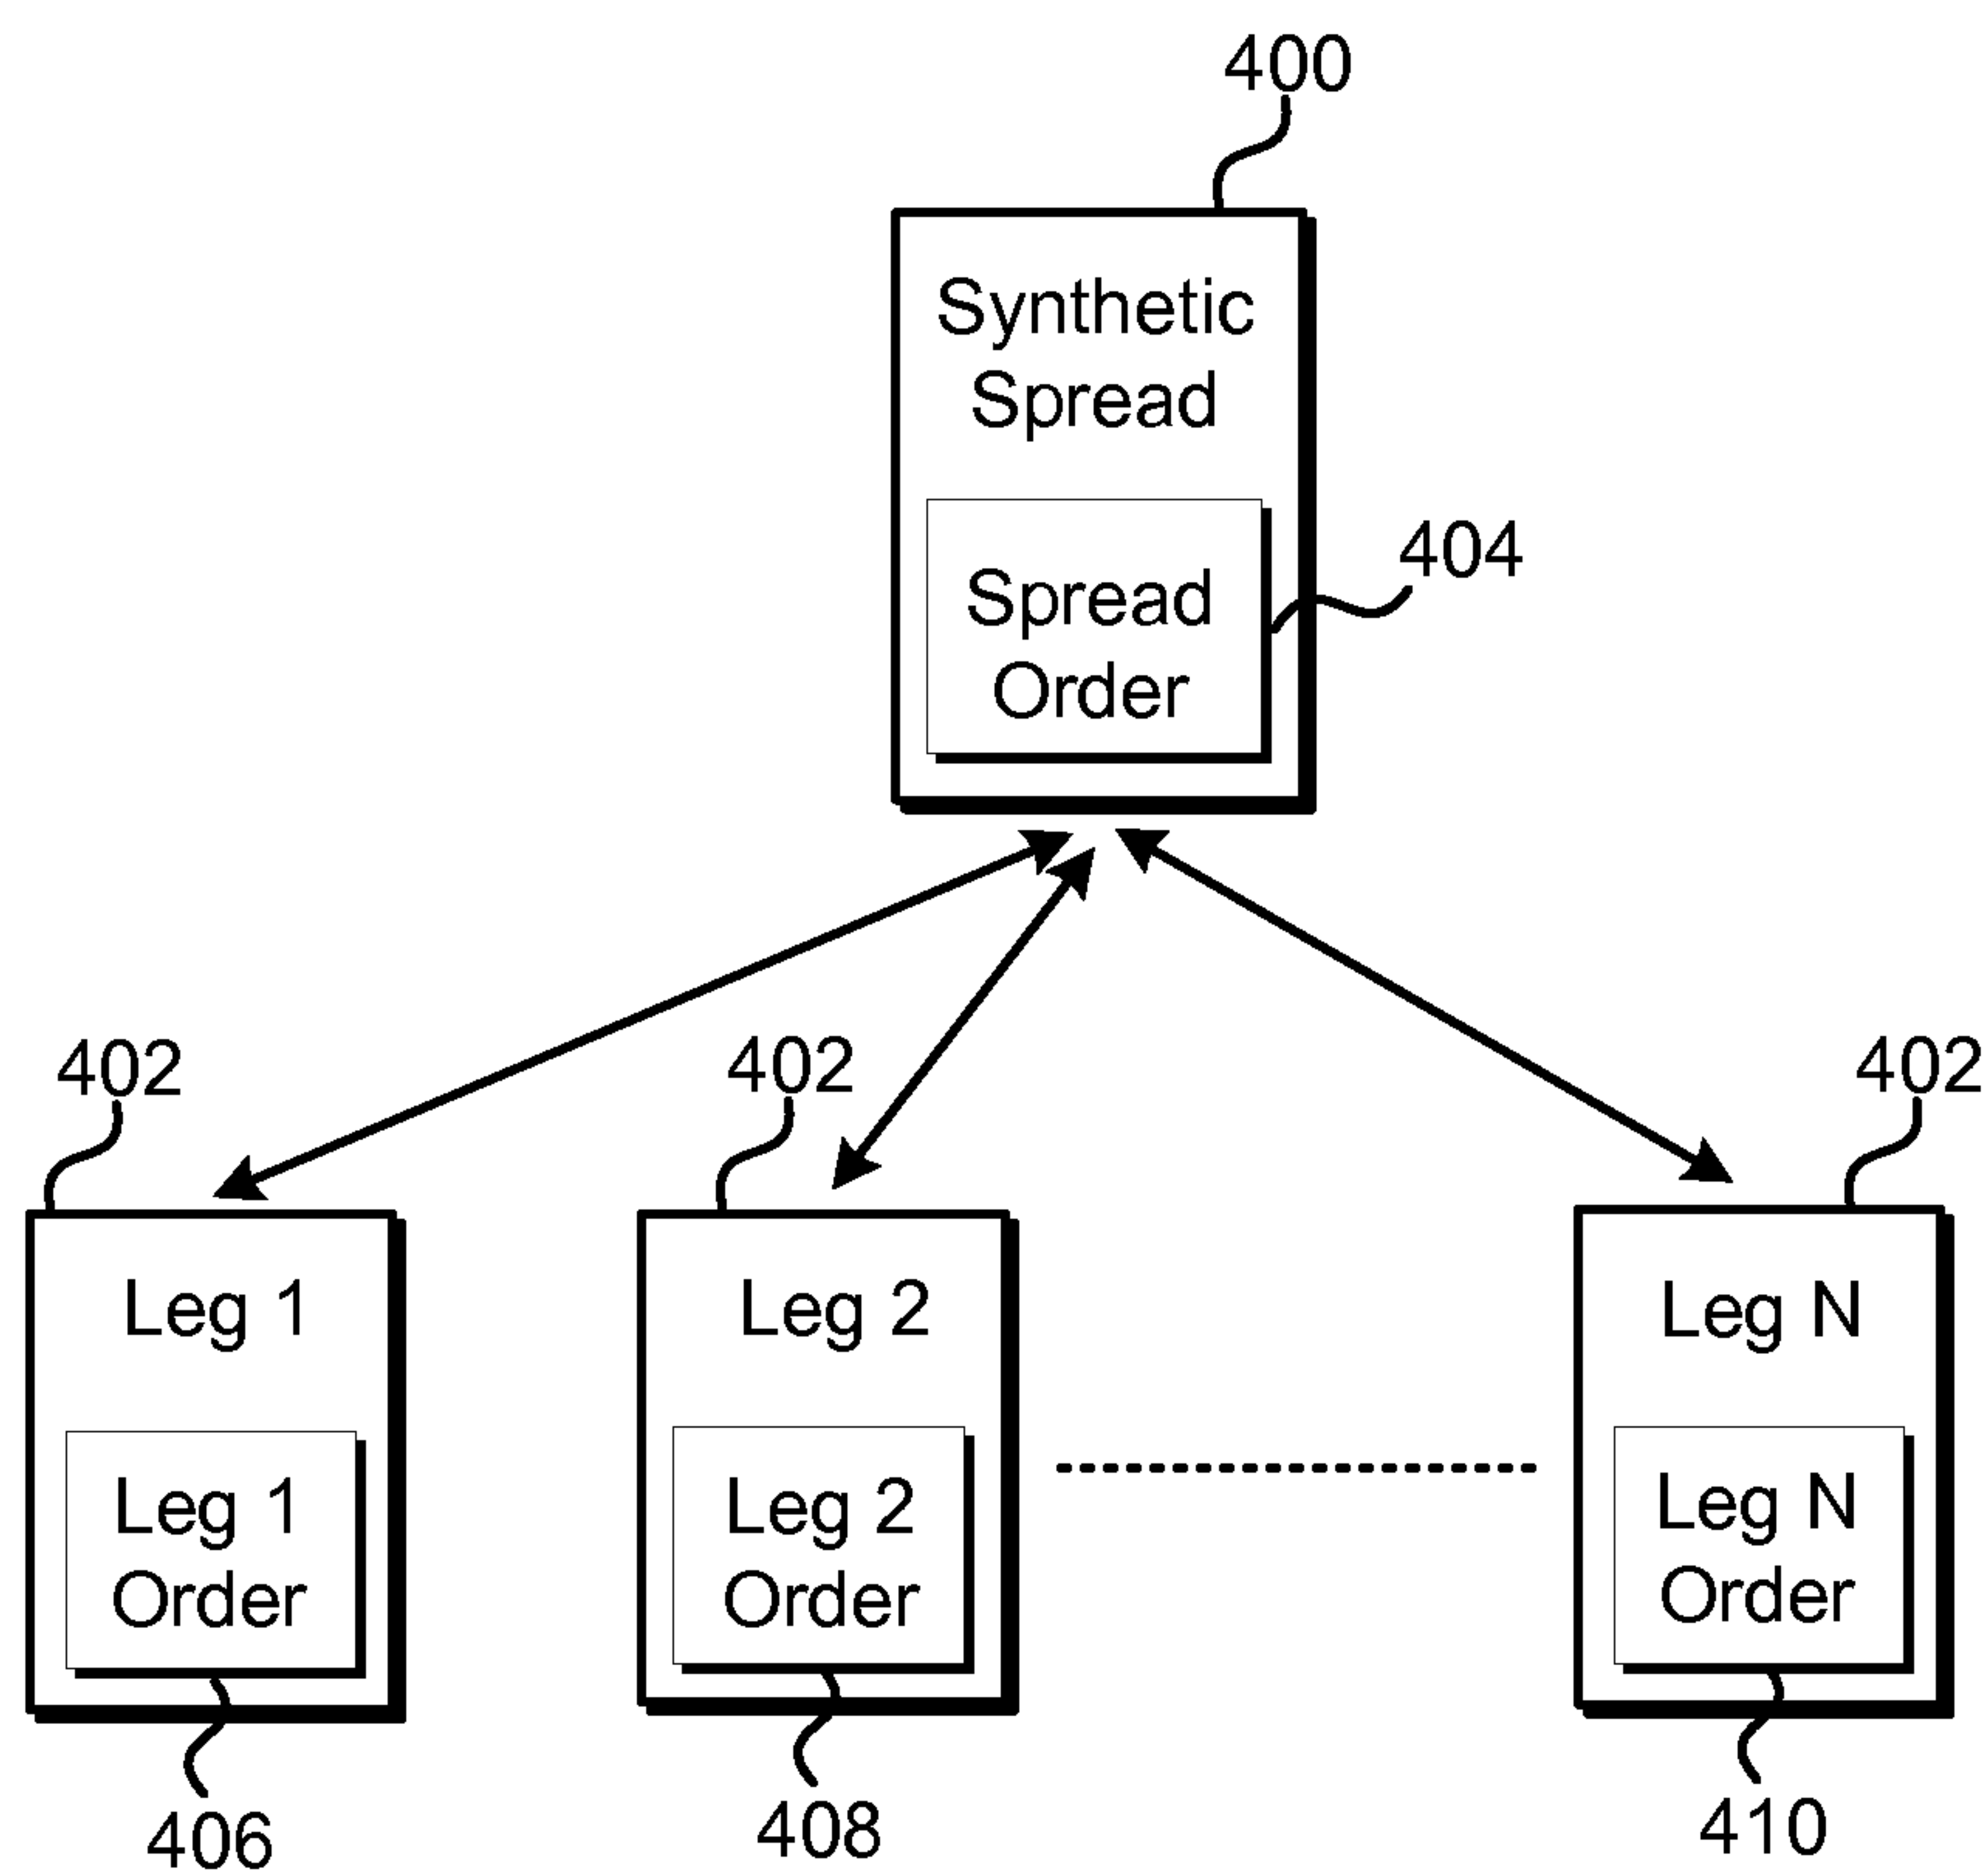 400
Synthetic
Spread
404
Spread
Order
402
402
402
Leg 1
Leg 2
Leg N
Leg 1
Order
Leg 2
Order
Leg N
Order
406
408
410